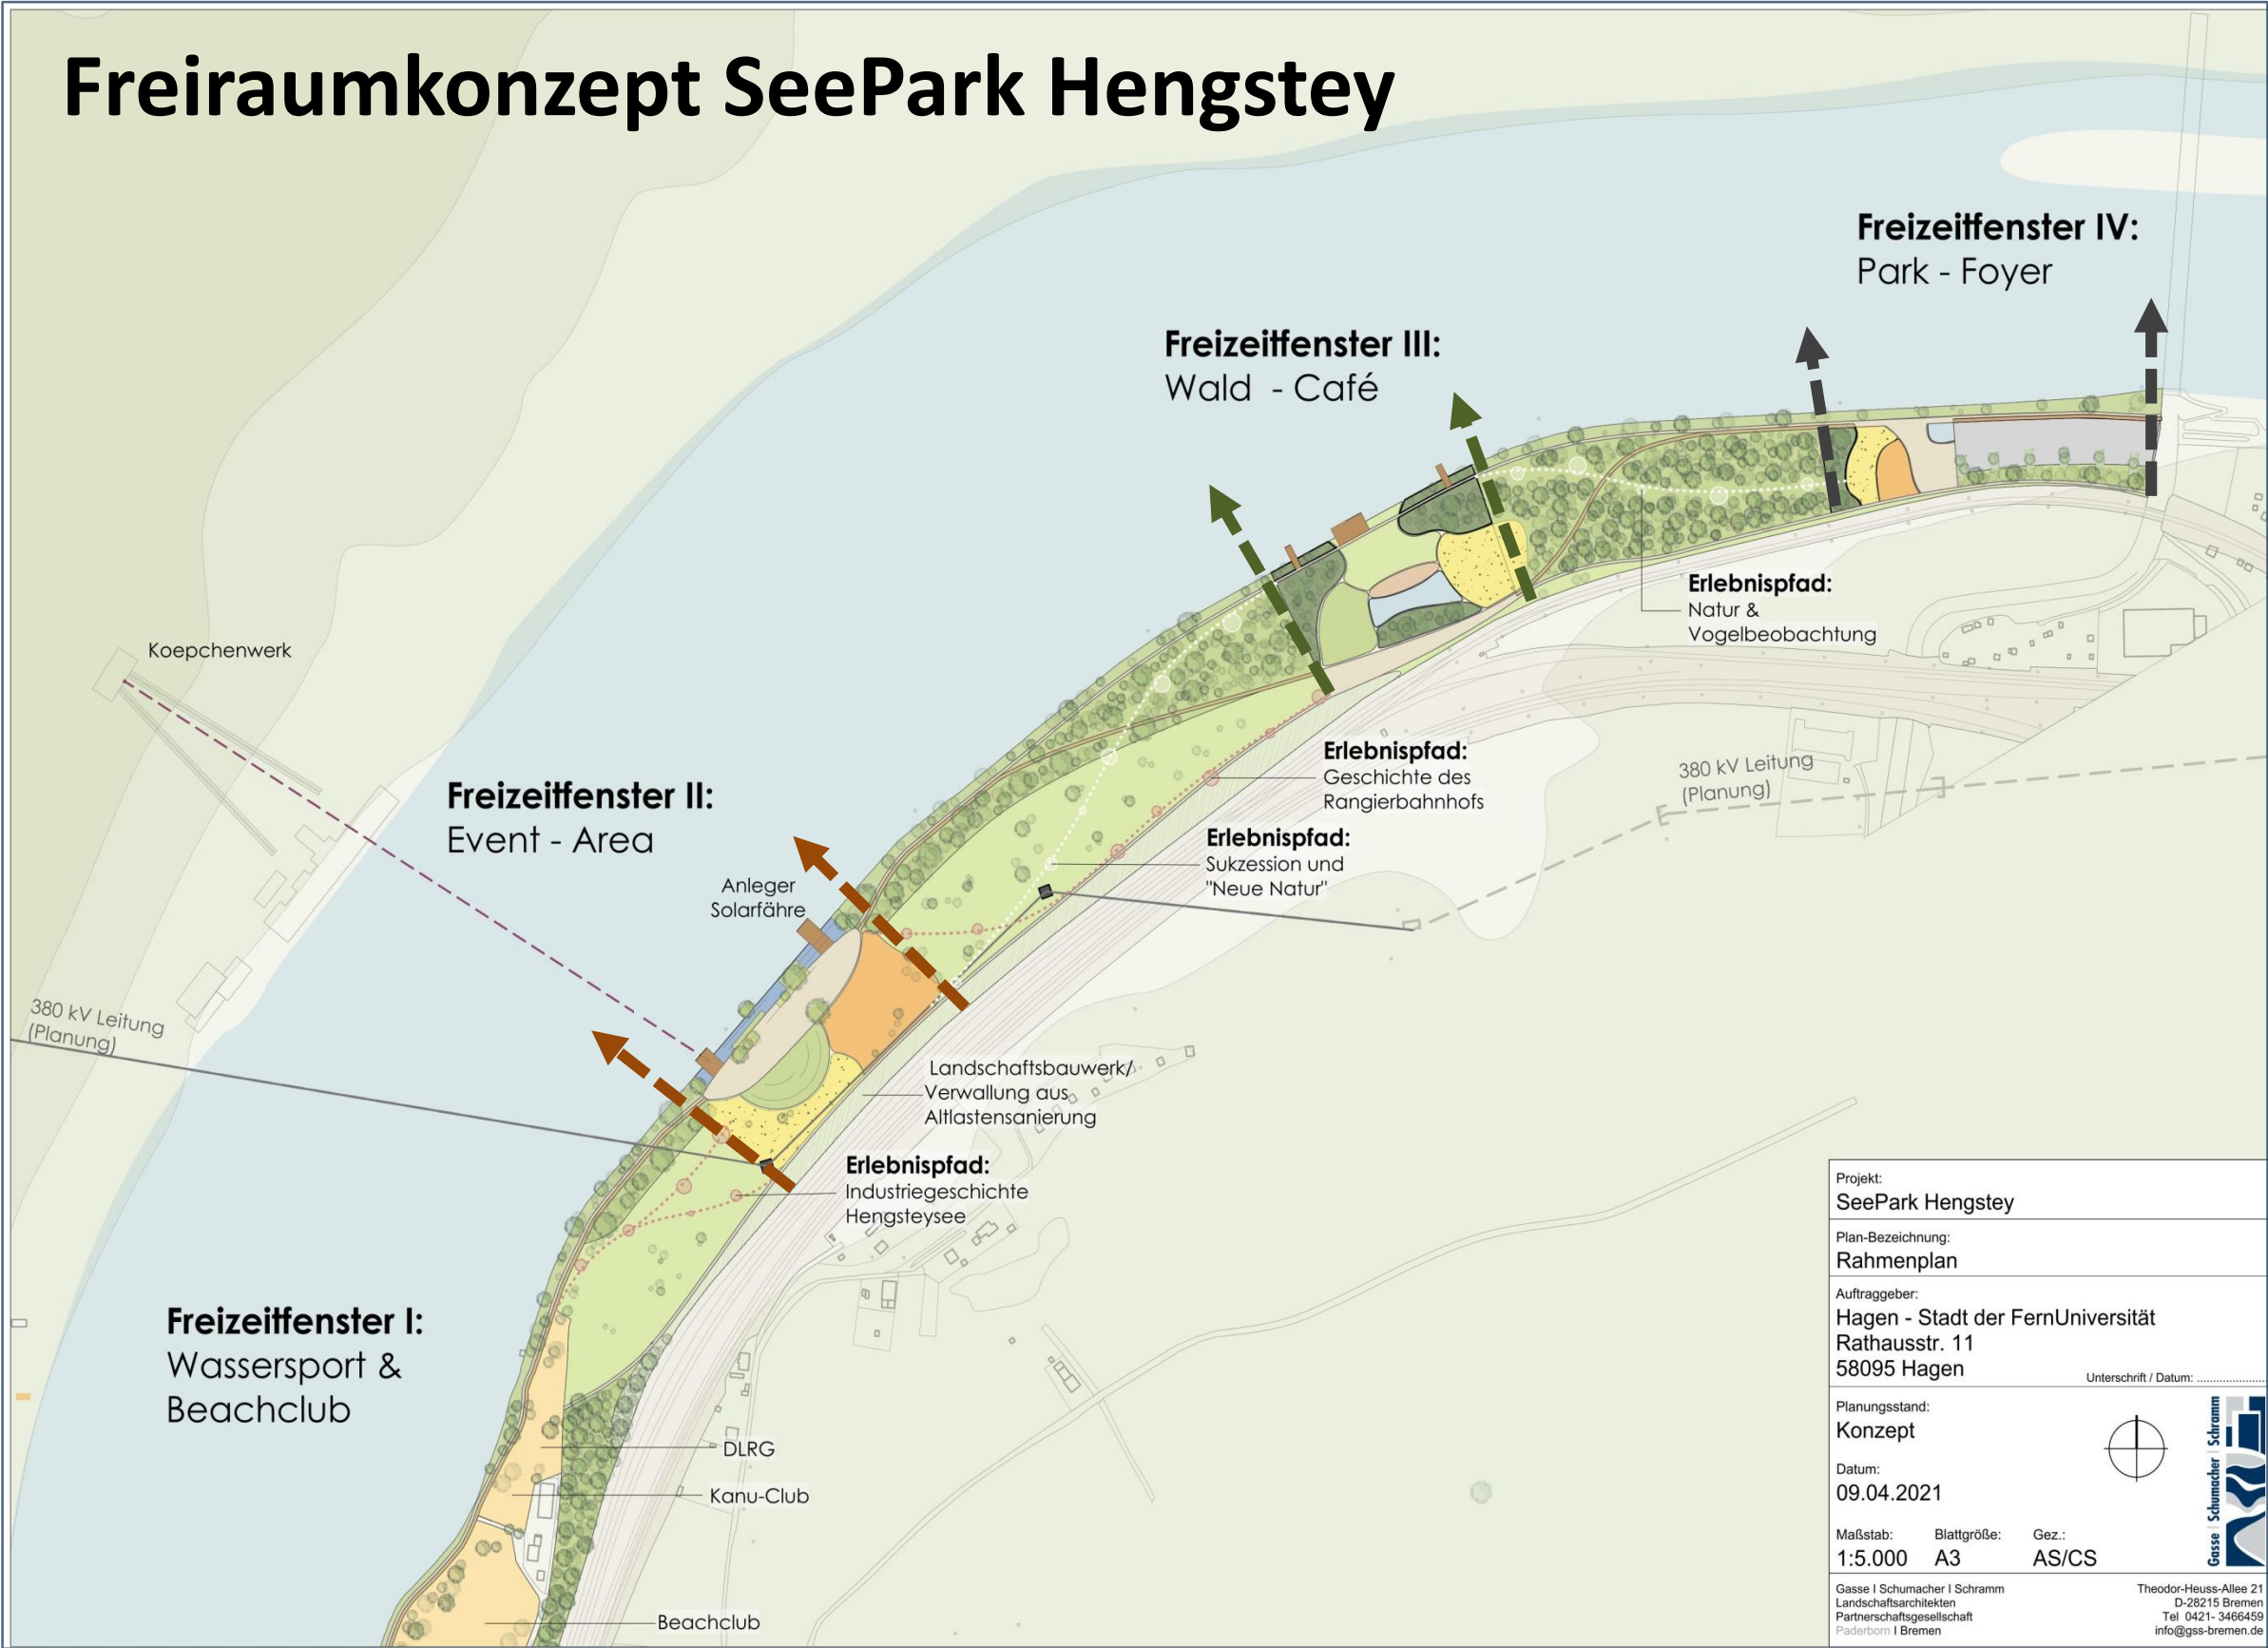 Freiraumkonzept SeePark Hengstey
Freizeitfenster IV:
Park - Foyer
Freizeitfenster III:
Wald - Café
Erlebnispfad:
Natur &
Vogelbeobachtung
Koepchenwerk
Erlebnispfad:
Geschichte des
Rangierbahnhofs
380 kV Leitung
(Planung)
Freizeitfenster II:
Event - Area
Erlebnispfad:
Sukzession und
"Neue Natur"
Anleger
Solarfähre
380 kV Leitung
(Planung)
Landschaftsbauwerk/
Verwallung aus
Altlastensanierung
Erlebnispfad:
Industriegeschichte
Hengsteysee
Freizeitfenster I:
Wassersport &
Beachclub
DLRG
Kanu-Club
Beachclub
Projekt:
SeePark Hengstey
Plan-Bezeichnung:
Rahmenplan
Auftraggeber:
Hagen - Stadt der FernUniversität
Rathausstr. 11
58095 Hagen
Unterschrift / Datum: ......................
Planungsstand:
Konzept
Datum:
09.04.2021
Maßstab: Blattgröße: Gez.:
1:5.000 A3 AS/CS
Gasse | Schumacher | Schramm
Gasse I Schumacher I Schramm
Landschaftsarchitekten
Partnerschaftsgesellschaft
Paderborn I Bremen
Theodor-Heuss-Allee 21
D-28215 Bremen
Tel 0421- 3466459
info@gss-bremen.de